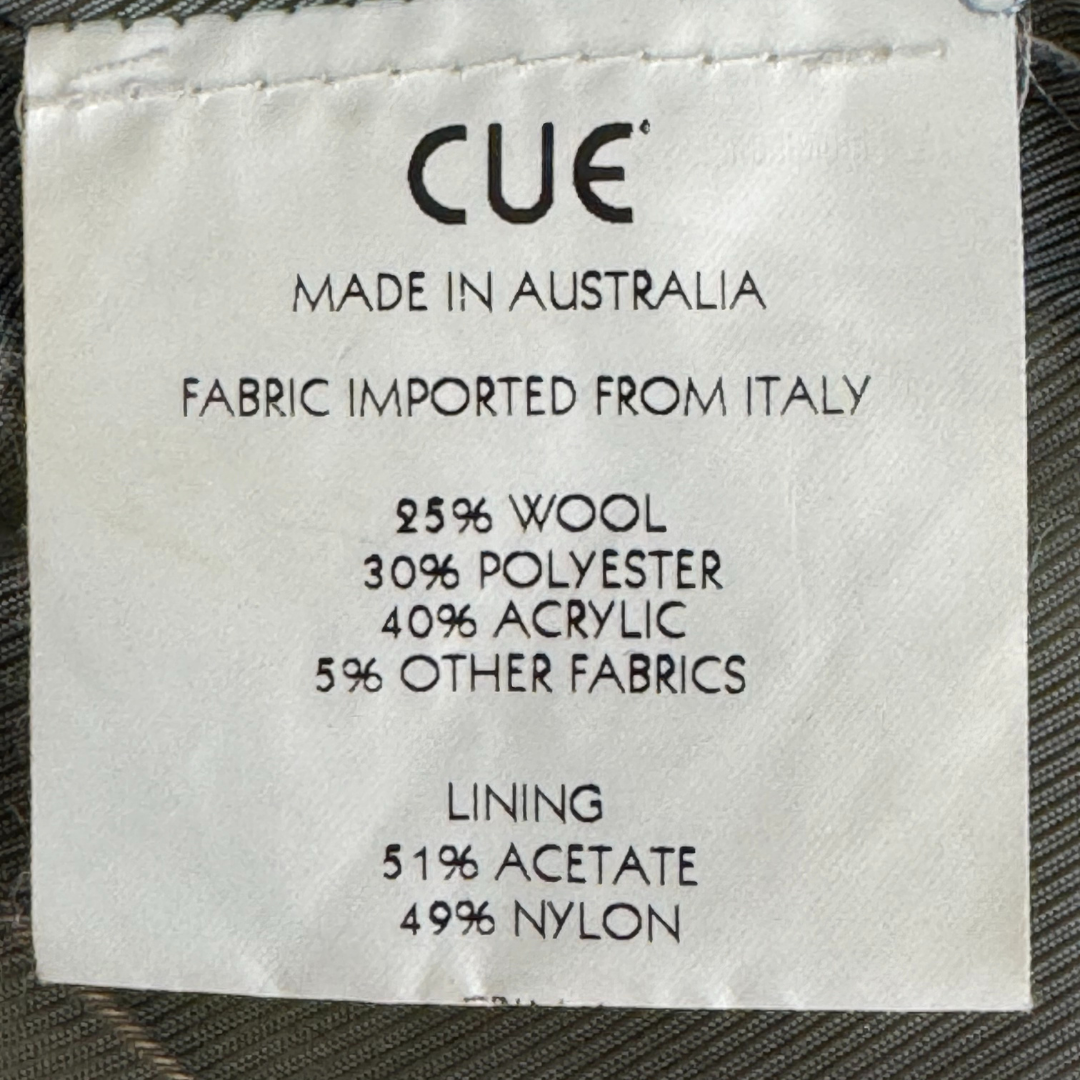 CUE
MADE IN AUSTRALIA
FABRIC IMPORTED FROM ITALY
25% WOOL
30% POLYESTER
40% ACRYLIC
5% OTHER FABRICS
LINING
51% ACETATE
49% NYLON